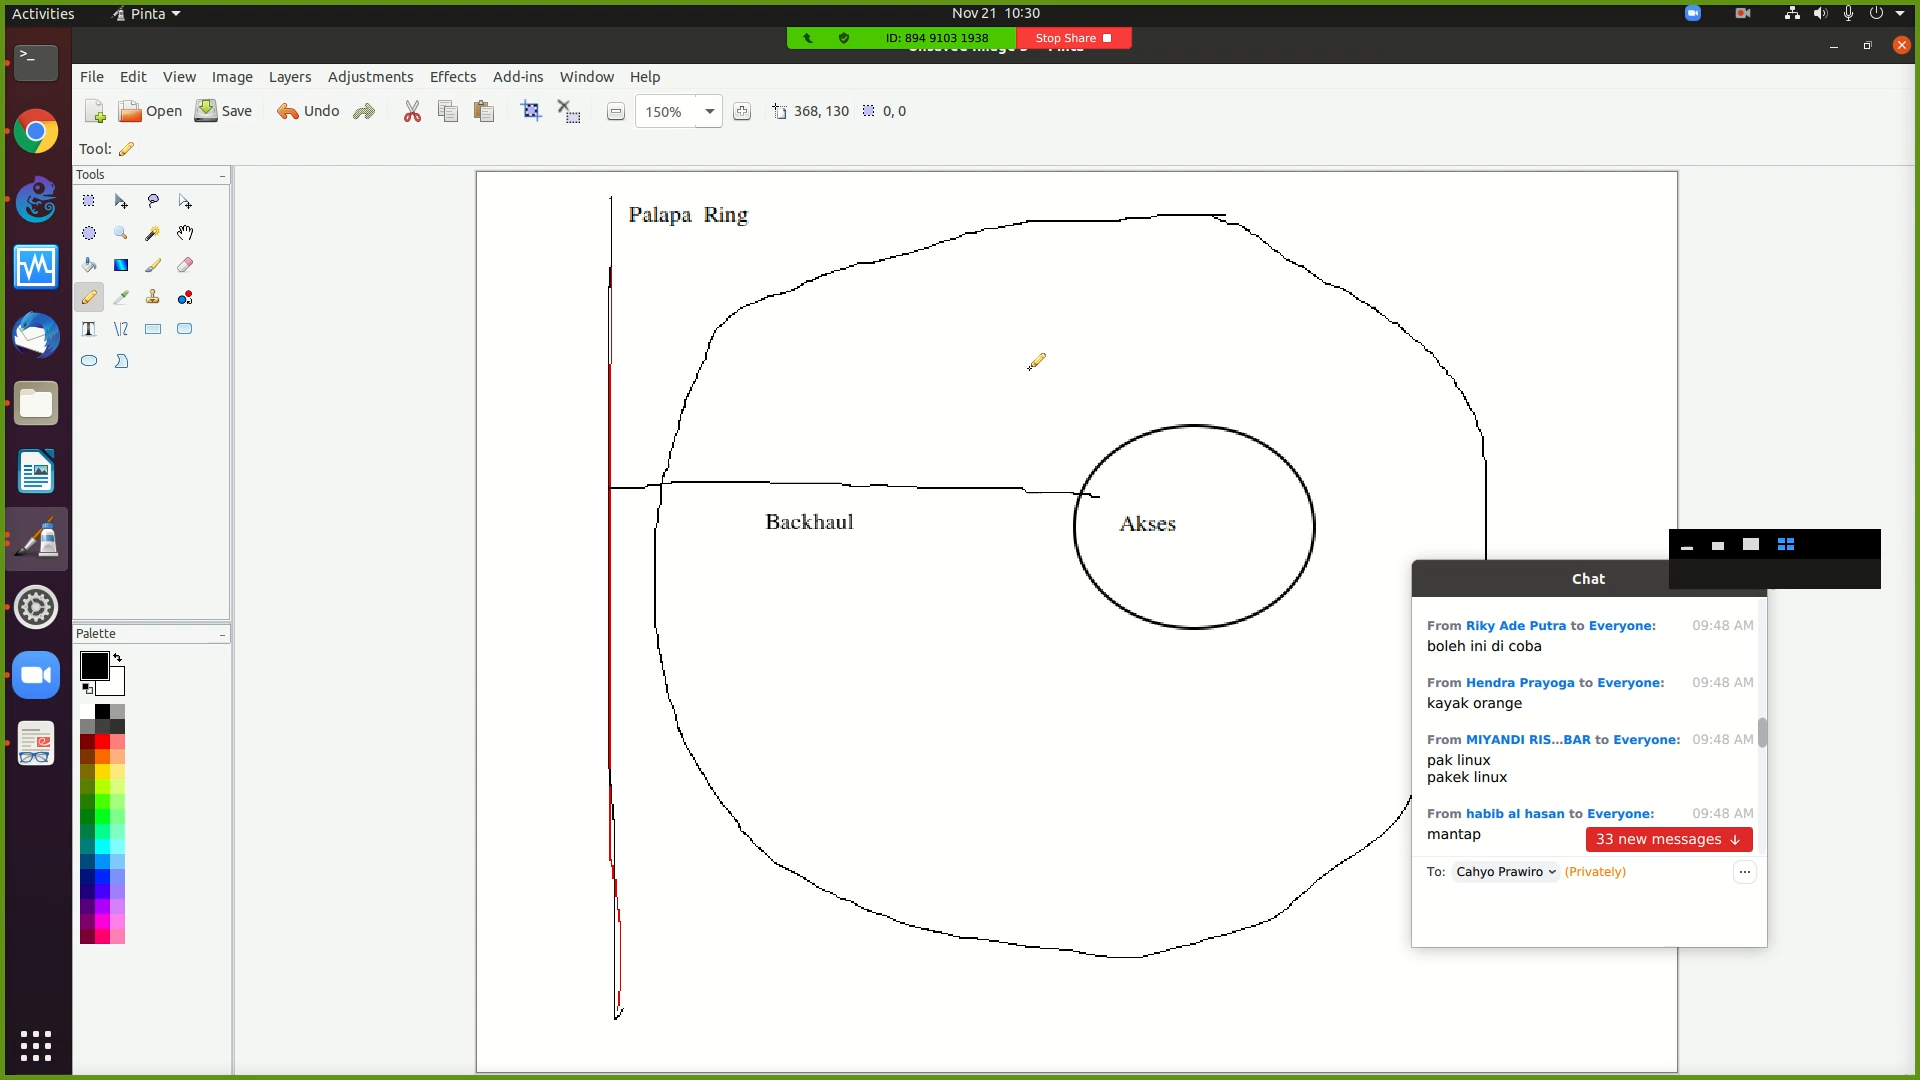 Activities
Pinta
Nov 21 10:30
ID: 894 9103 1938
Stop Share
File Edit View Image Layers Adjustments Effects Add-ins Window Help
Open Save Undo 150% 368, 130 0, 0
Tool:
Tools
Palette
Palapa Ring
Backhaul
Akses
Chat
From Riky Ade Putra to Everyone: 09:48 AM
boleh ini di coba
From Hendra Prayoga to Everyone: 09:48 AM
kayak orange
From MIYANDI RIS...BAR to Everyone: 09:48 AM
pak linux
pakek linux
From habib al hasan to Everyone: 09:48 AM
mantap
33 new messages
To: Cahyo Prawiro (Privately)